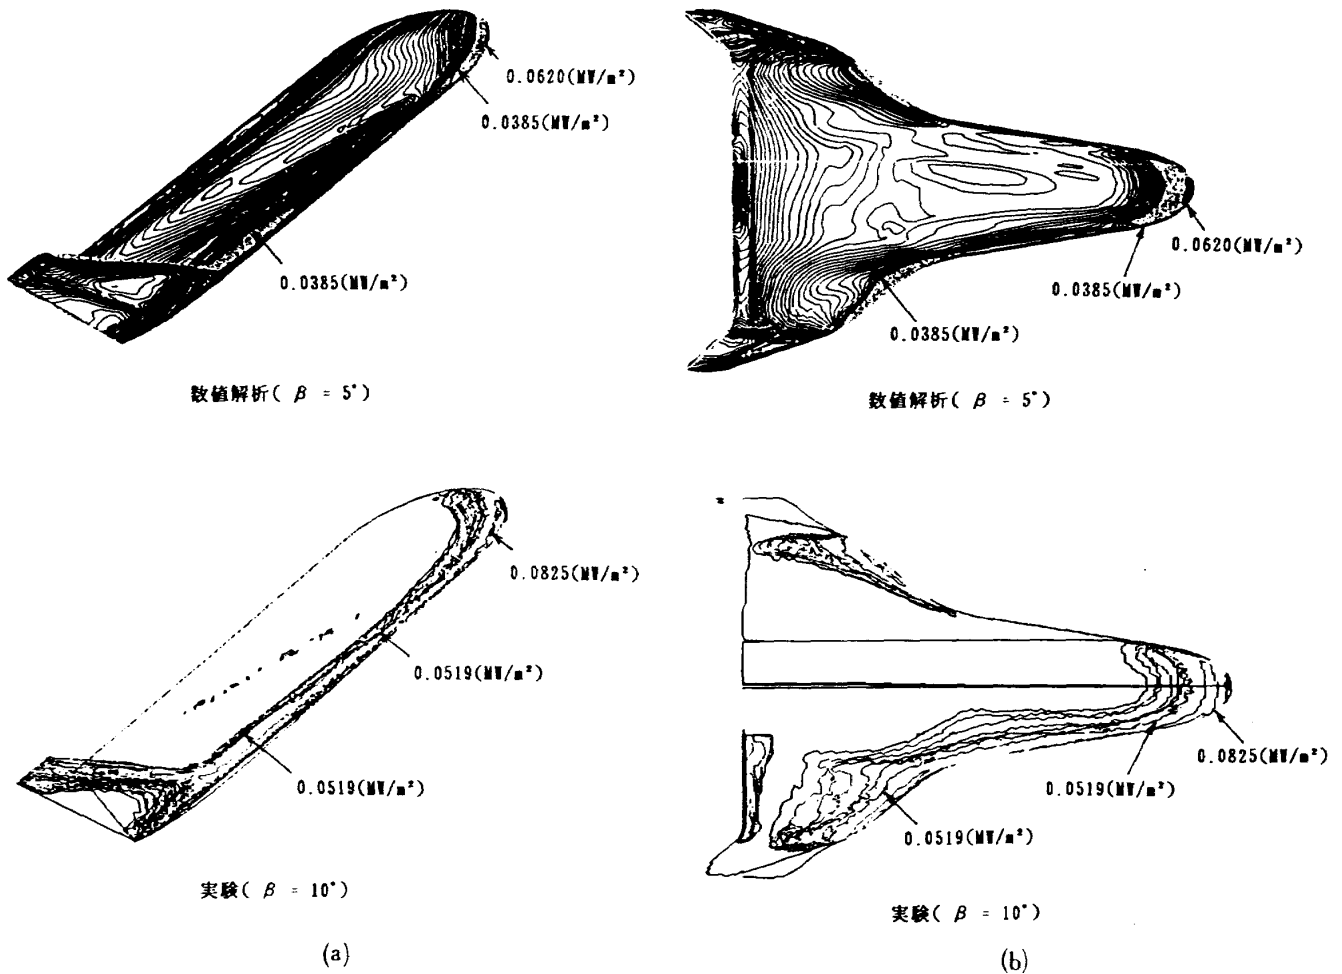 0.0620(MW/m²)
0.0385(MW/m²)
0.0385(MW/m²)
数値解析( β = 5°)
0.0620(MW/m²)
0.0385(MW/m²)
0.0385(MW/m²)
数値解析( β = 5°)
0.0825(MW/m²)
0.0519(MW/m²)
0.0519(MW/m²)
実験( β = 10°)
(a)
0.0825(MW/m²)
0.0519(MW/m²)
0.0519(MW/m²)
実験( β = 10°)
(b)